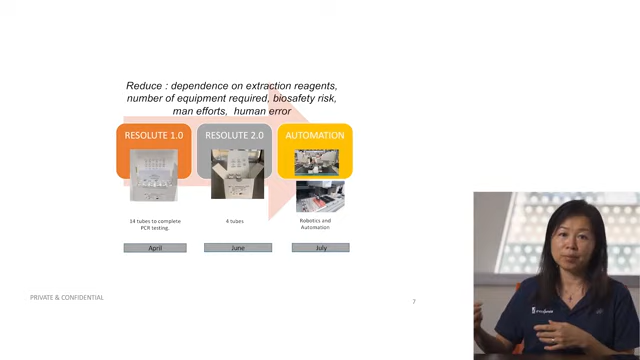 Reduce : dependence on extraction reagents,
number of equipment required, biosafety risk,
man efforts, human error
RESOLUTE 1.0
RESOLUTE 2.0
AUTOMATION
14 tubes to complete
PCR testing.
4 tubes
Robotics and
Automation
April
June
July
PRIVATE & CONFIDENTIAL
7